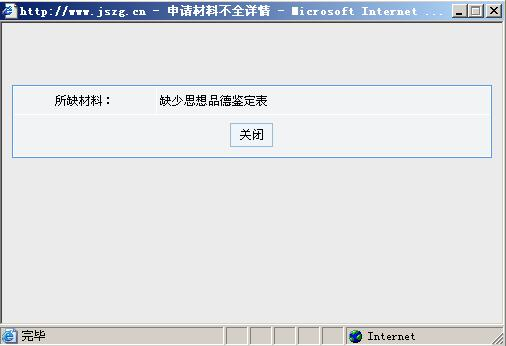 http://www.jszg.cn - 申请材料不全详情 - Microsoft Internet ...
所缺材料： 缺少思想品德鉴定表
关闭
完毕 Internet